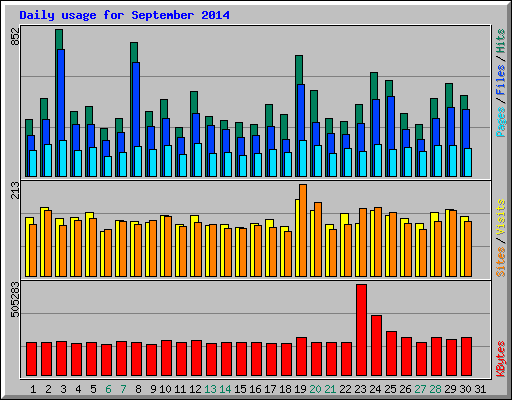 Daily usage for September 2014
852
Pages / Files / Hits
213
Sites / Visits
505283
KBytes
1 2 3 4 5 6 7 8 9 10 11 12 13 14 15 16 17 18 19 20 21 22 23 24 25 26 27 28 29 30 31